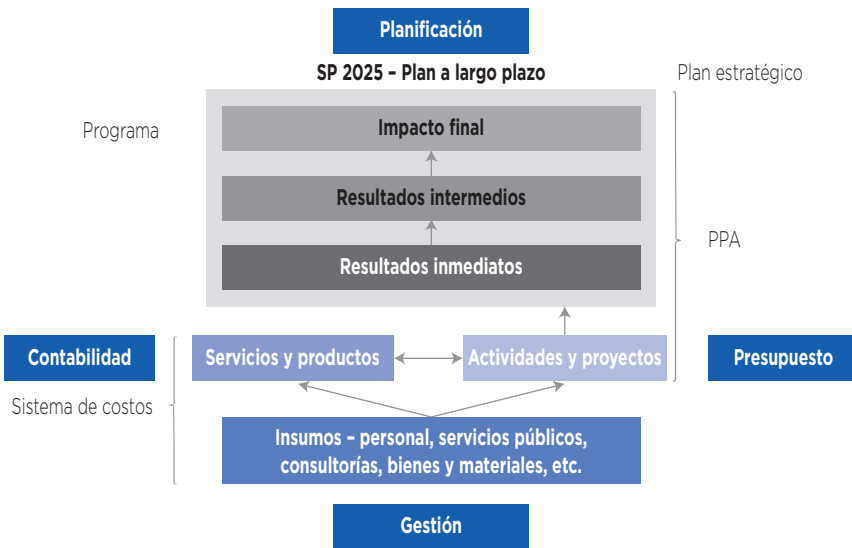 Planificación
SP 2025 – Plan a largo plazo
Plan estratégico
Programa
Impacto final
Resultados intermedios
PPA
Resultados inmediatos
Contabilidad
Servicios y productos
Actividades y proyectos
Presupuesto
Sistema de costos
Insumos – personal, servicios públicos,
consultorías, bienes y materiales, etc.
Gestión